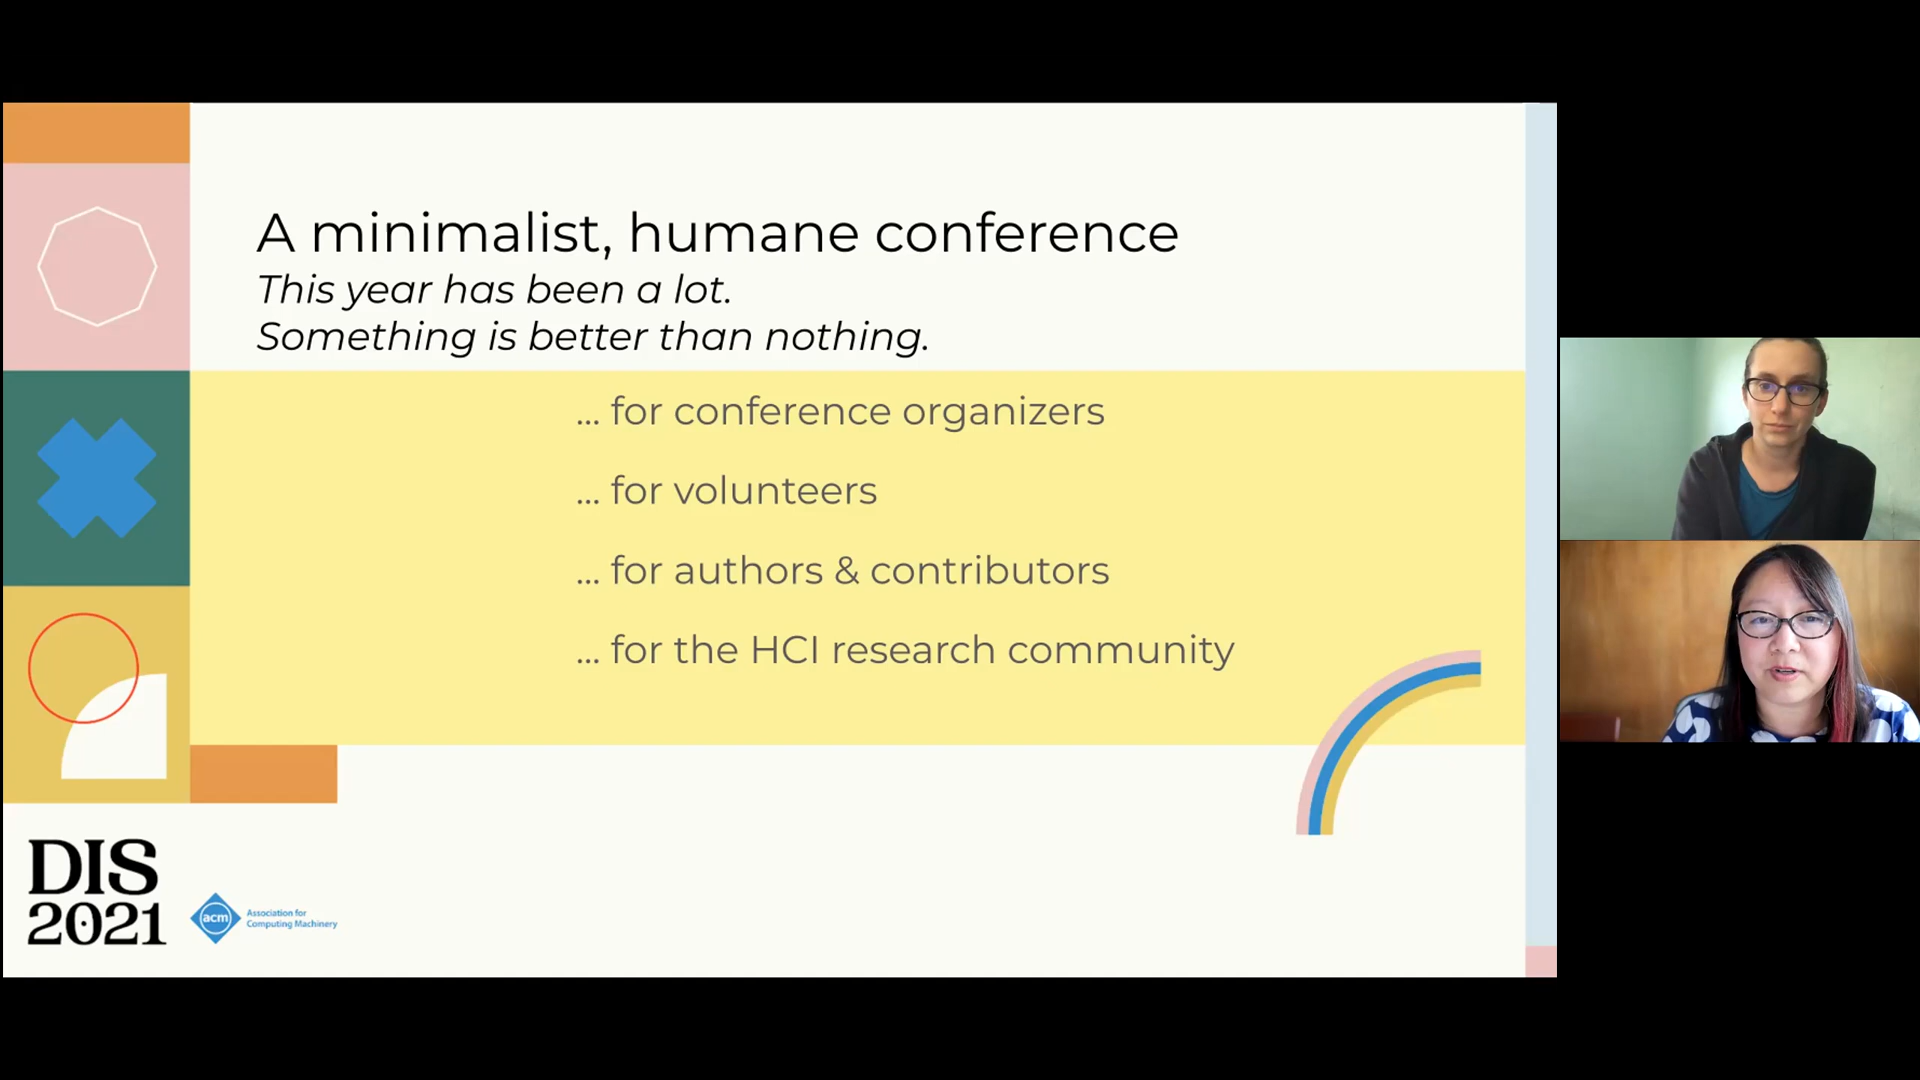 A minimalist, humane conference
This year has been a lot.
Something is better than nothing.
... for conference organizers
... for volunteers
... for authors & contributors
... for the HCI research community
DIS
2021
acm
Association for
Computing Machinery